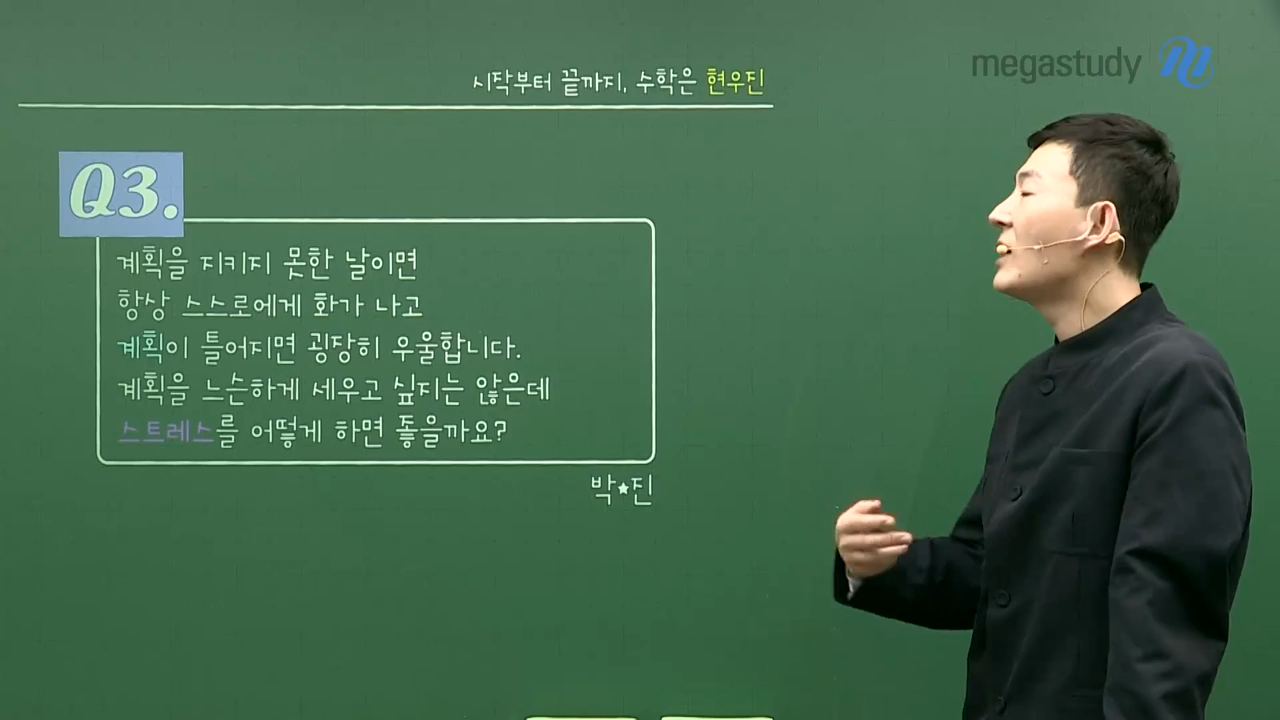 megastudy
시작부터 끝까지, 수학은 현우진
Q3.
계획을 지키지 못한 날이면
항상 스스로에게 화가 나고
계획이 틀어지면 굉장히 우울합니다.
계획을 느슨하게 세우고 싶지는 않은데
스트레스를 어떻게 하면 좋을까요?
박★진